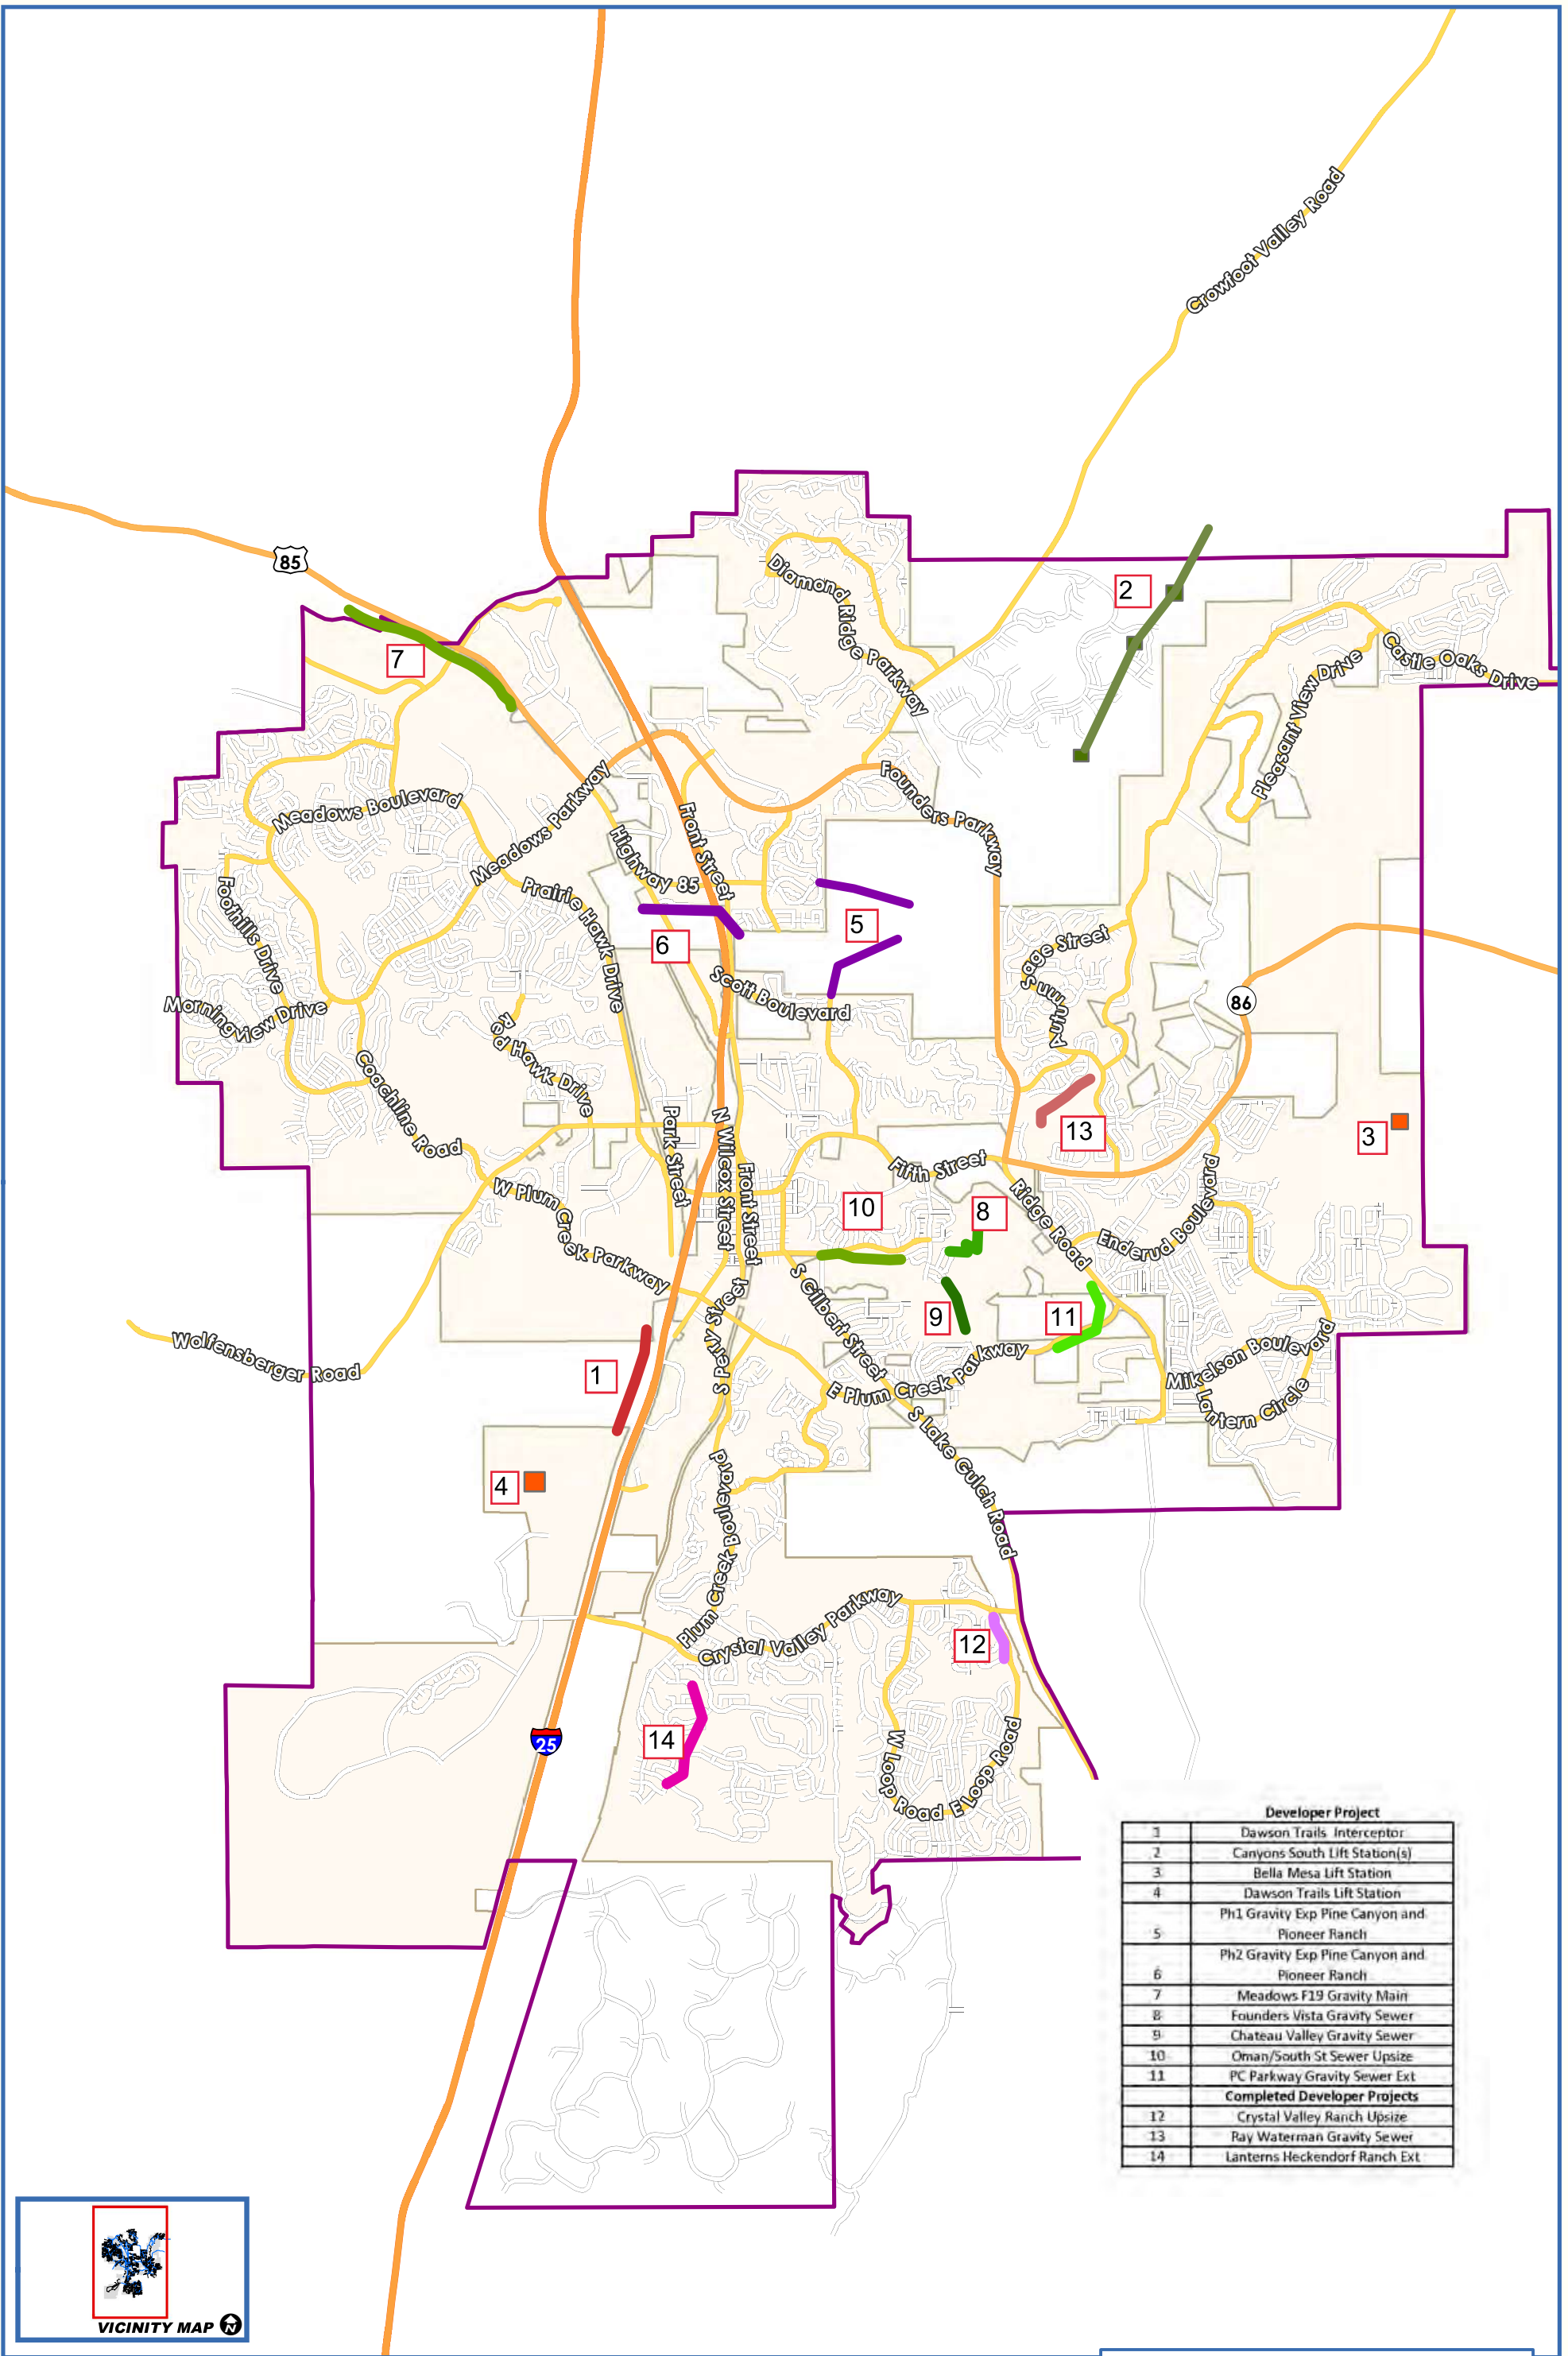 Crowfoot Valley Road
85
2
Diamond Ridge Parkway
7
Castle Oaks Drive
Pleasant View Drive
Founders Parkway
Meadows Boulevard
Meadows Parkway
Front Street
Highway 85
Prairie Hawk Drive
Foothills Drive
5
6
Autumn Sage Street
Scott Boulevard
86
Morningview Drive
Red Hawk Drive
Coachline Road
Park Street
N Wilcox Street
Front Street
13
3
Fifth Street
W Plum Creek Parkway
10
8
Ridge Road
Enderud Boulevard
S Gilbert Street
9
11
S Perry Street
Wolfensberger Road
1
E Plum Creek Parkway
Mikelson Boulevard
Lantern Circle
S Lake Gulch Road
4
Plum Creek Boulevard
Crystal Valley Parkway
12
14
25
W Loop Road
E Loop Road
Developer Project
1 Dawson Trails Interceptor
2 Canyons South Lift Station(s)
3 Bella Mesa Lift Station
4 Dawson Trails Lift Station
Ph1 Gravity Exp Pine Canyon and
5 Pioneer Ranch
Ph2 Gravity Exp Pine Canyon and
6 Pioneer Ranch
7 Meadows F19 Gravity Main
8 Founders Vista Gravity Sewer
9 Chateau Valley Gravity Sewer
10 Oman/South St Sewer Upsize
11 PC Parkway Gravity Sewer Ext
Completed Developer Projects
12 Crystal Valley Ranch Upsize
13 Ray Waterman Gravity Sewer
14 Lanterns Heckendorf Ranch Ext
VICINITY MAP N